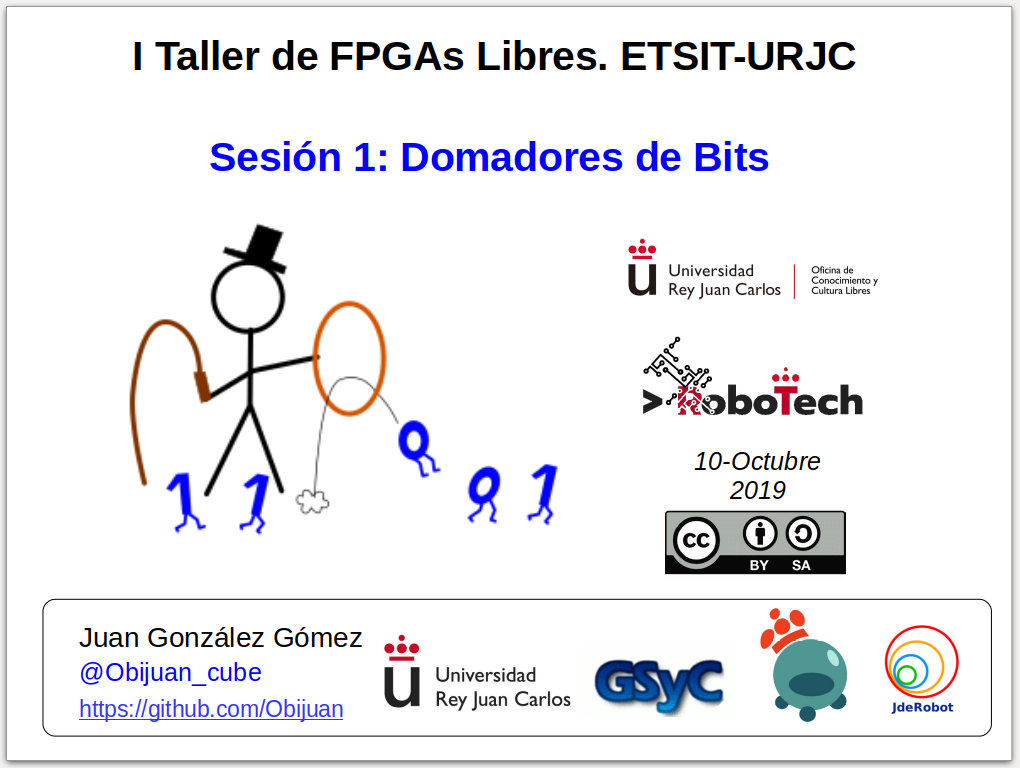 I Taller de FPGAs Libres. ETSIT-URJC
Sesión 1: Domadores de Bits
Universidad
Rey Juan Carlos
Oficina de
Conocimiento y
Cultura Libres
>RoboTech
10-Octubre
2019
1 1 0 0 1
CC
BY SA
Juan González Gómez
@Obijuan_cube
https://github.com/Obijuan
Universidad
Rey Juan Carlos
GSyC
JdeRobot